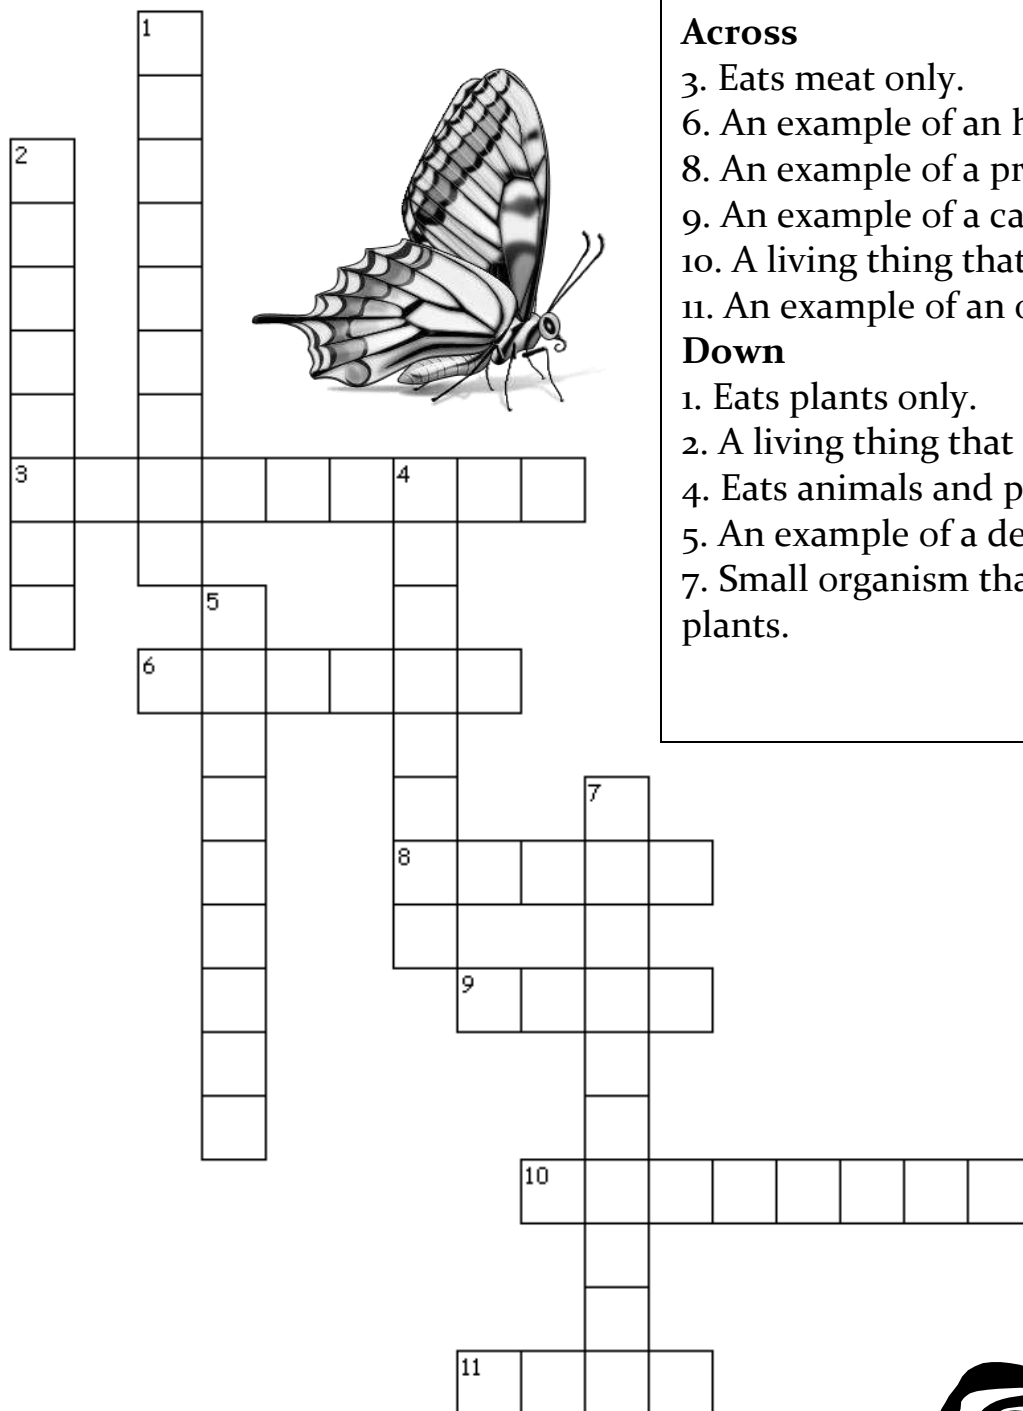 Across
3. Eats meat only.
6. An example of an h
8. An example of a pr
9. An example of a ca
10. A living thing that
11. An example of an o
Down
1. Eats plants only.
2. A living thing that
4. Eats animals and p
5. An example of a de
7. Small organism tha
plants.
1
2
3
4
5
6
7
8
9
10
11